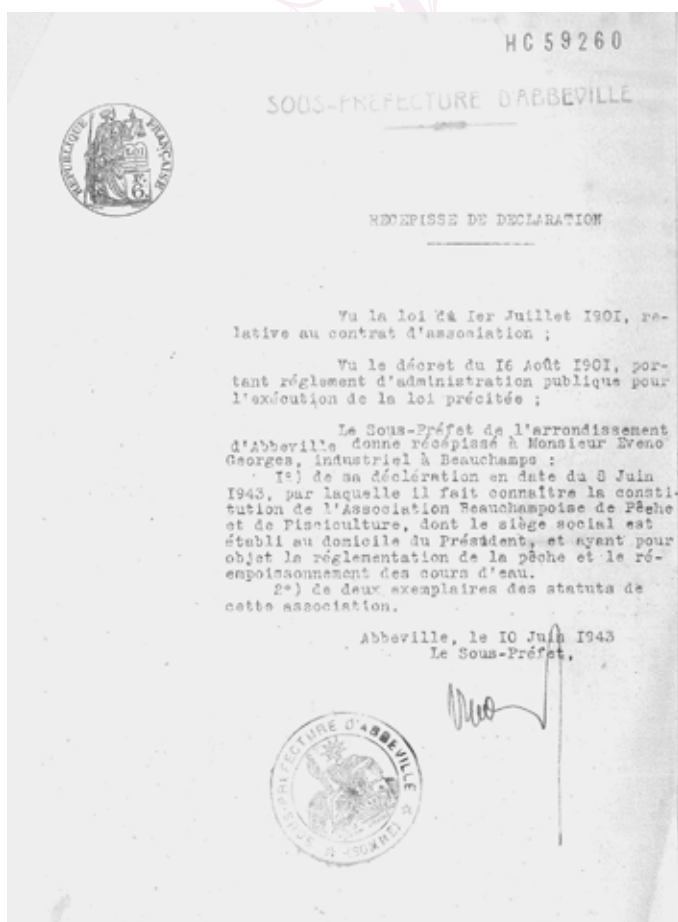 HC 59260
SOUS-PREFECTURE D'ABBEVILLE
REPUBLIQUE FRANÇAISE
RECEPISSE DE DECLARATION
Vu la loi du Ier Juillet I90I, re-
lative au contrat d'association ;
Vu le décret du I6 Août I90I, por-
tant réglement d'administration publique pour
l'exécution de la loi précitée ;
Le Sous-Préfet de l'arrondissement
d'Abbeville donne récépissé à Monsieur Eveno
Georges, industriel à Beauchamps :
I°) de sa déclération en date du 8 Juin
I943, par laquelle il fait connaître la consti-
tution de l'Association Beauchampoise de Pêche
et de Pisciculture, dont le siège social est
établi au domicile du Président, et ayant pour
objet la réglementation de la pêche et le ré-
empoissonnement des cours d'eau.
2°) de deux exemplaires des statuts de
cette association.
Abbeville, le I0 Juin I943
Le Sous-Préfet,
SOUS-PREFECTURE D'ABBEVILLE (SOMME)